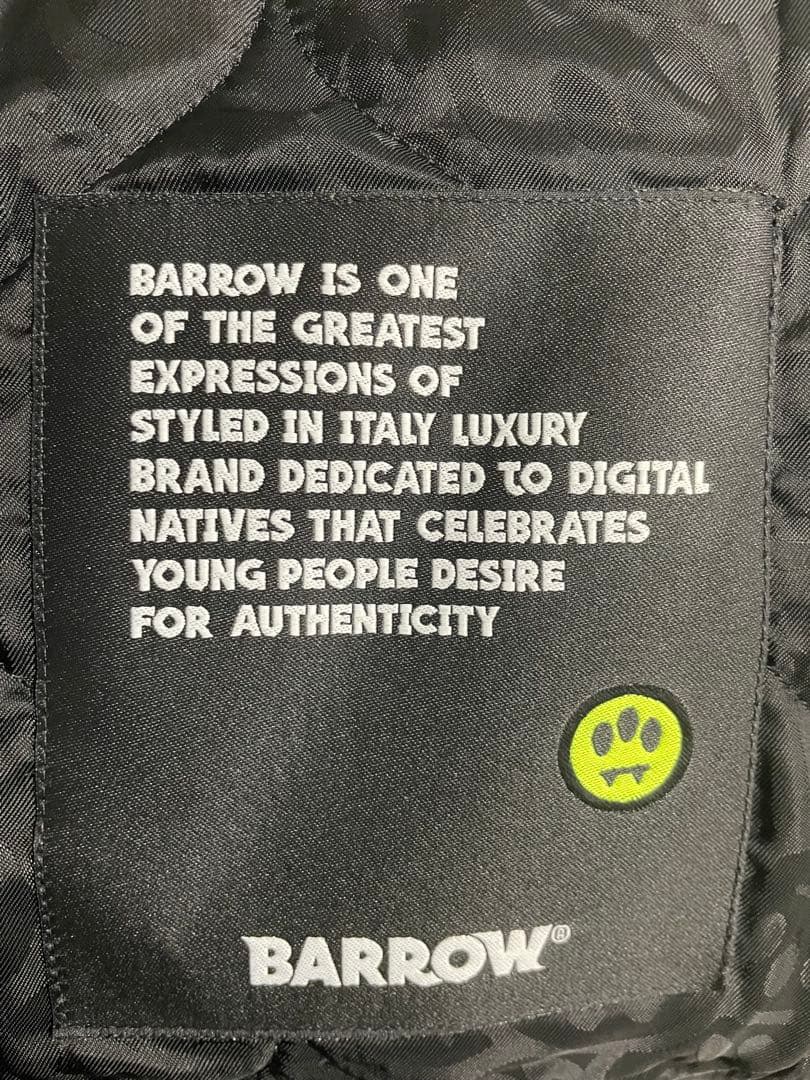 BARROW IS ONE
OF THE GREATEST
EXPRESSIONS OF
STYLED IN ITALY LUXURY
BRAND DEDICATED TO DIGITAL
NATIVES THAT CELEBRATES
YOUNG PEOPLE DESIRE
FOR AUTHENTICITY
BARROW®